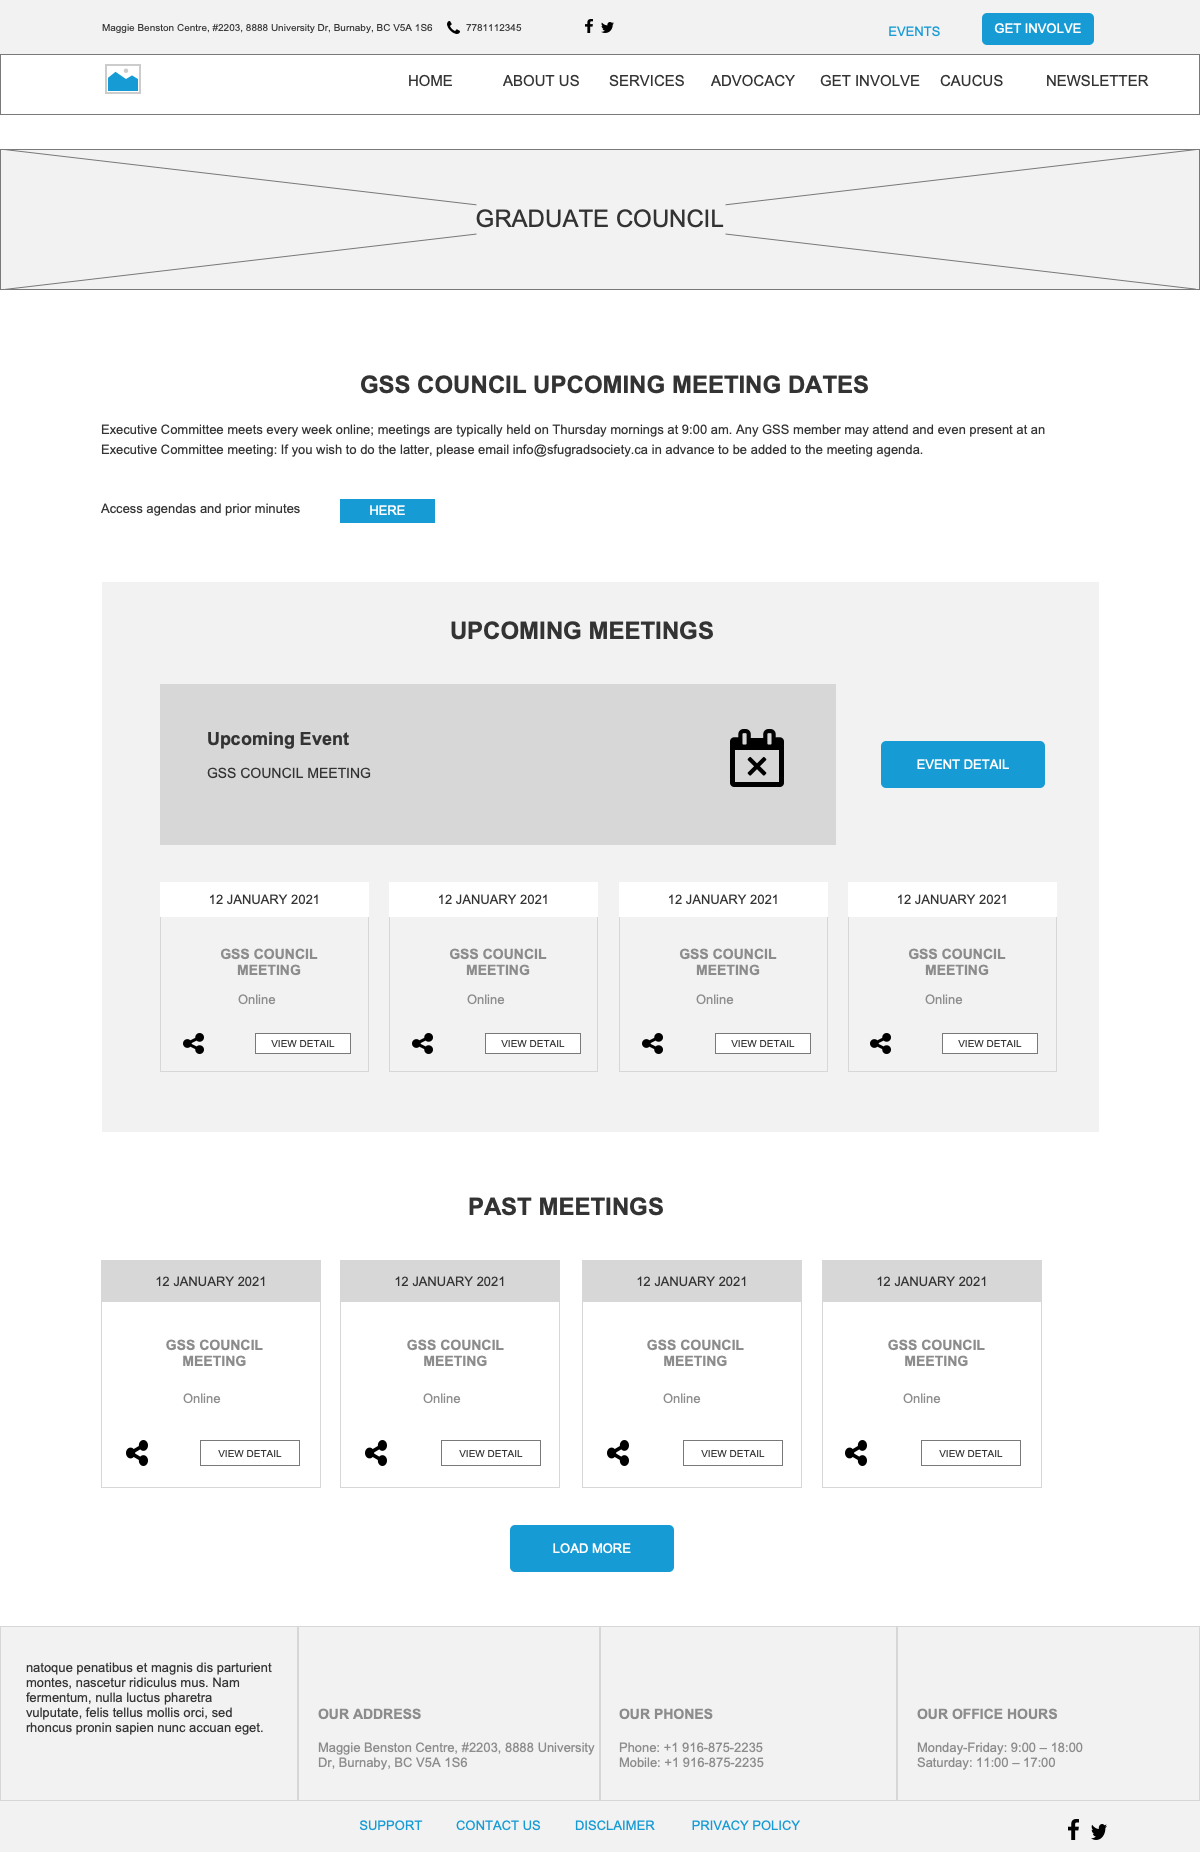 Maggie Benston Centre, #2203, 8888 University Dr, Burnaby, BC V5A 1S6 7781112345
EVENTS
GET INVOLVE
HOME ABOUT US SERVICES ADVOCACY GET INVOLVE CAUCUS NEWSLETTER
GRADUATE COUNCIL
GSS COUNCIL UPCOMING MEETING DATES
Executive Committee meets every week online; meetings are typically held on Thursday mornings at 9:00 am. Any GSS member may attend and even present at an
Executive Committee meeting: If you wish to do the latter, please email info@sfugradsociety.ca in advance to be added to the meeting agenda.
Access agendas and prior minutes HERE
UPCOMING MEETINGS
Upcoming Event
GSS COUNCIL MEETING
EVENT DETAIL
12 JANUARY 2021
GSS COUNCIL
MEETING
Online
VIEW DETAIL
12 JANUARY 2021
GSS COUNCIL
MEETING
Online
VIEW DETAIL
12 JANUARY 2021
GSS COUNCIL
MEETING
Online
VIEW DETAIL
12 JANUARY 2021
GSS COUNCIL
MEETING
Online
VIEW DETAIL
PAST MEETINGS
12 JANUARY 2021
GSS COUNCIL
MEETING
Online
VIEW DETAIL
12 JANUARY 2021
GSS COUNCIL
MEETING
Online
VIEW DETAIL
12 JANUARY 2021
GSS COUNCIL
MEETING
Online
VIEW DETAIL
12 JANUARY 2021
GSS COUNCIL
MEETING
Online
VIEW DETAIL
LOAD MORE
natoque penatibus et magnis dis parturient
montes, nascetur ridiculus mus. Nam
fermentum, nulla luctus pharetra
vulputate, felis tellus mollis orci, sed
rhoncus pronin sapien nunc accuan eget.
OUR ADDRESS
Maggie Benston Centre, #2203, 8888 University
Dr, Burnaby, BC V5A 1S6
OUR PHONES
Phone: +1 916-875-2235
Mobile: +1 916-875-2235
OUR OFFICE HOURS
Monday-Friday: 9:00 – 18:00
Saturday: 11:00 – 17:00
SUPPORT CONTACT US DISCLAIMER PRIVACY POLICY